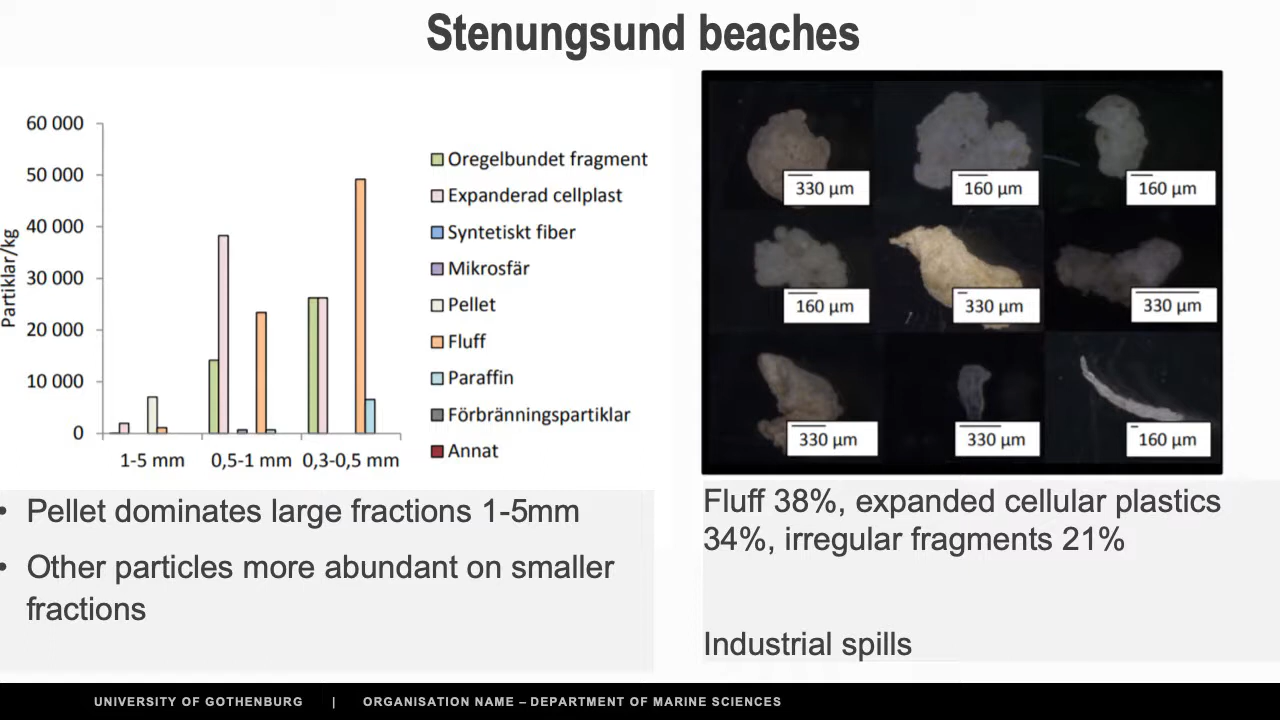 Stenungsund beaches
60 000
50 000
40 000
30 000
20 000
10 000
0
Partiklar/kg
1-5 mm
0,5-1 mm
0,3-0,5 mm
Oregelbundet fragment
Expanderad cellplast
Syntetiskt fiber
Mikrosfär
Pellet
Fluff
Paraffin
Förbränningspartiklar
Annat
330 µm
160 µm
160 µm
160 µm
330 µm
330 µm
330 µm
330 µm
160 µm
• Pellet dominates large fractions 1-5mm
• Other particles more abundant on smaller
fractions
Fluff 38%, expanded cellular plastics
34%, irregular fragments 21%
Industrial spills
UNIVERSITY OF GOTHENBURG | ORGANISATION NAME – DEPARTMENT OF MARINE SCIENCES